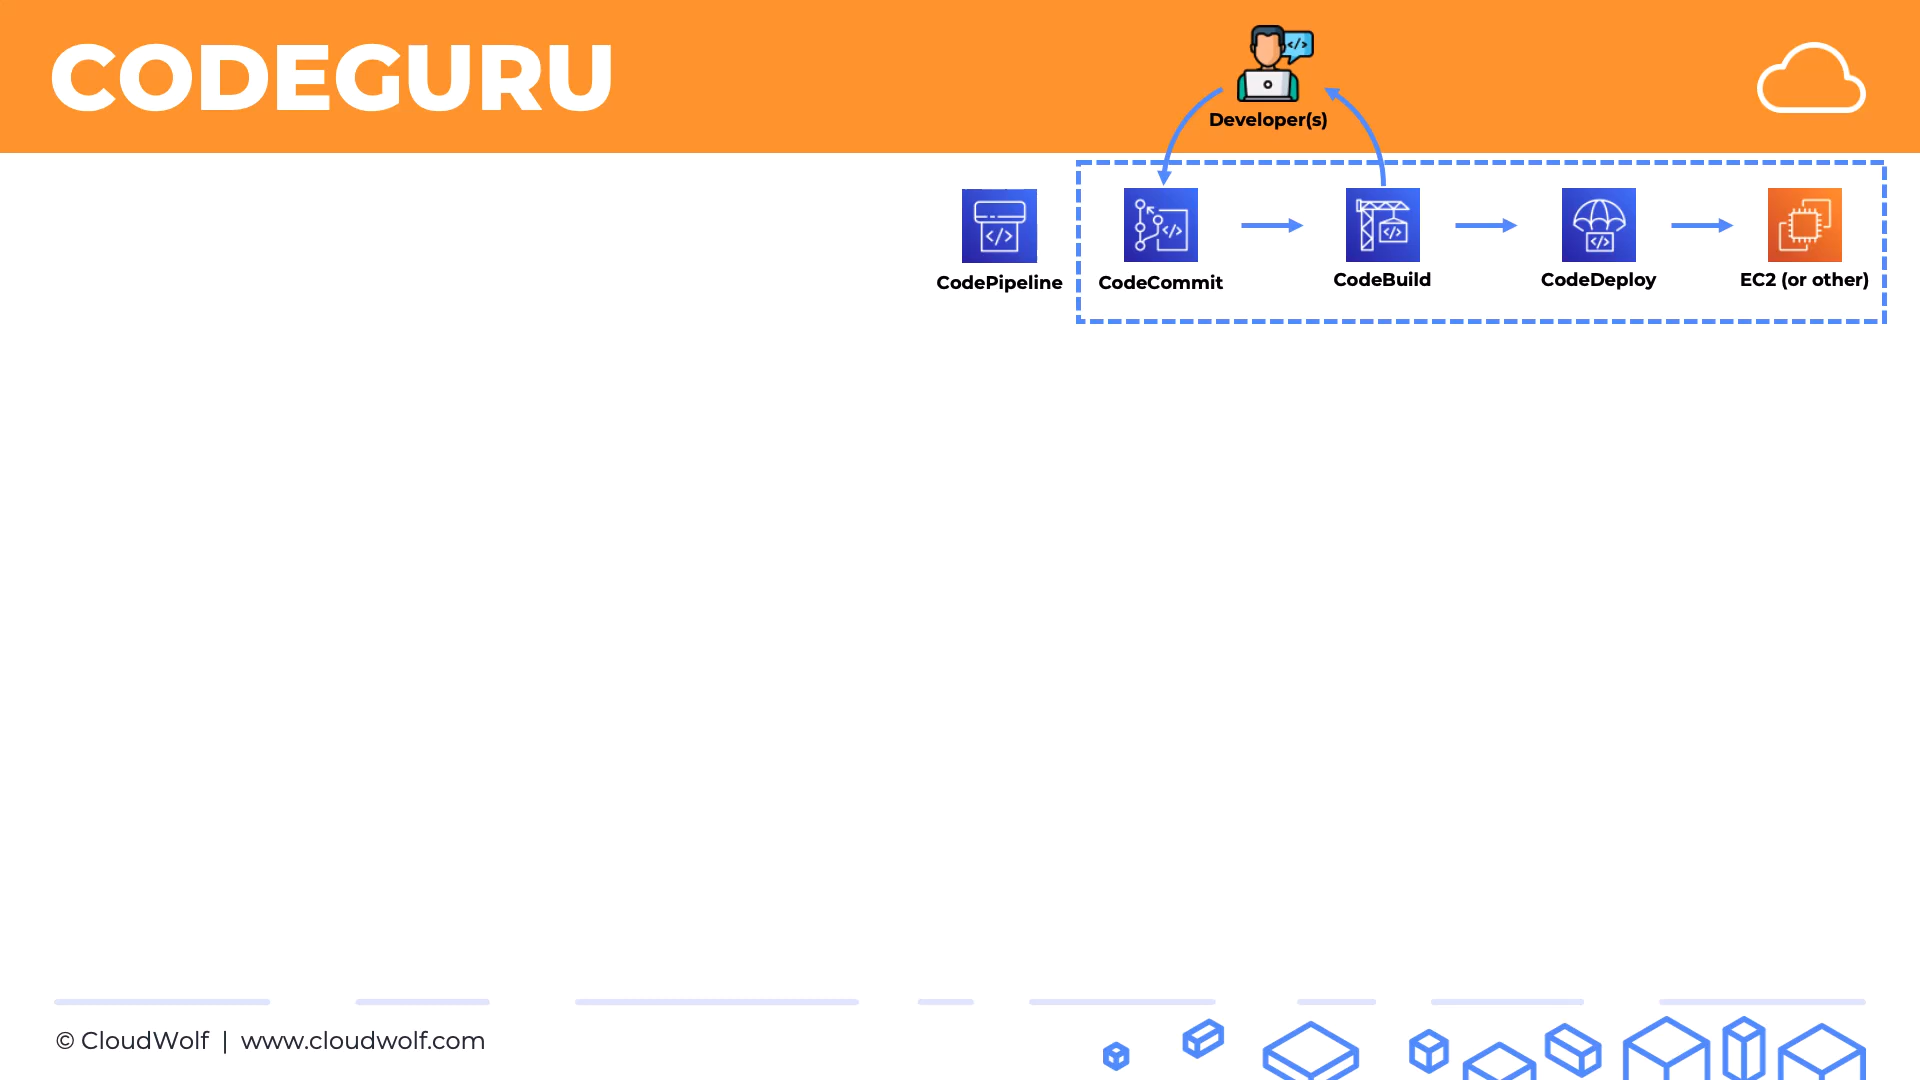 CODEGURU
Developer(s)
CodePipeline
CodeCommit
CodeBuild
CodeDeploy
EC2 (or other)
© CloudWolf | www.cloudwolf.com